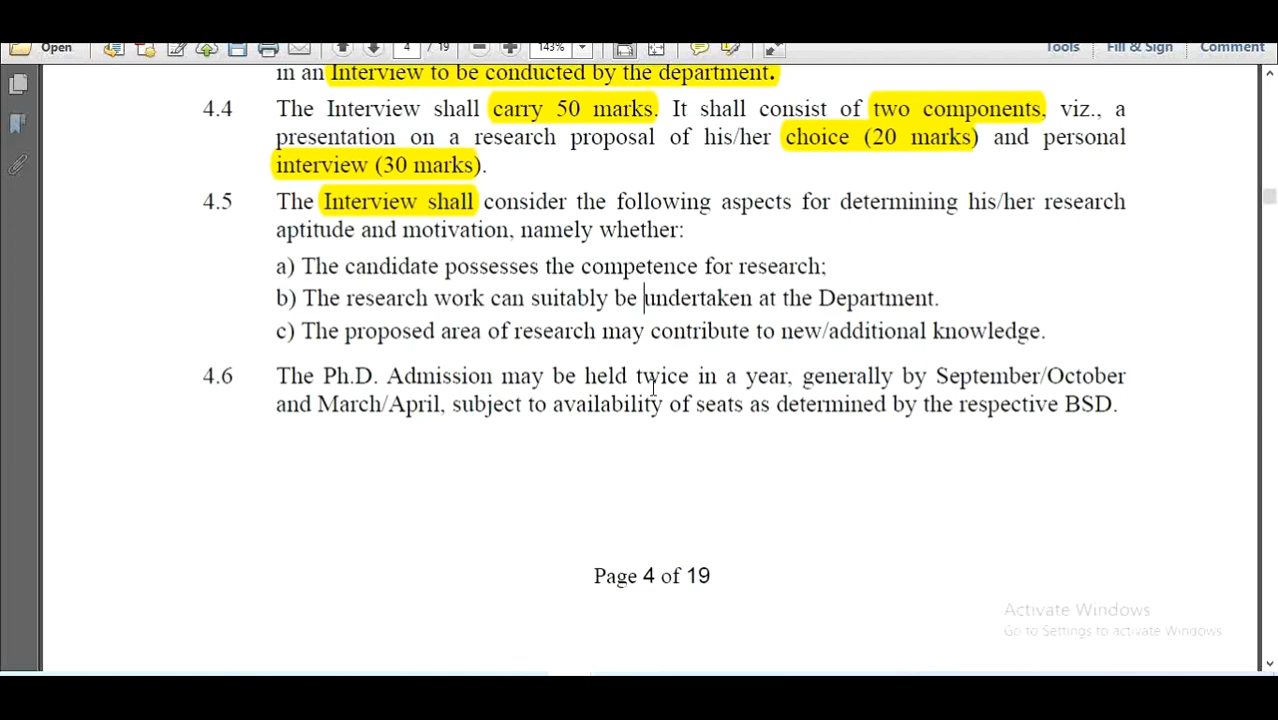 Open
4 / 19
143%
Tools
Fill & Sign
Comment
in an Interview to be conducted by the department.
4.4 The Interview shall carry 50 marks. It shall consist of two components, viz., a
presentation on a research proposal of his/her choice (20 marks) and personal
interview (30 marks).
4.5 The Interview shall consider the following aspects for determining his/her research
aptitude and motivation, namely whether:
a) The candidate possesses the competence for research;
b) The research work can suitably be undertaken at the Department.
c) The proposed area of research may contribute to new/additional knowledge.
4.6 The Ph.D. Admission may be held twice in a year, generally by September/October
and March/April, subject to availability of seats as determined by the respective BSD.
Page 4 of 19
Activate Windows
Go to Settings to activate Windows